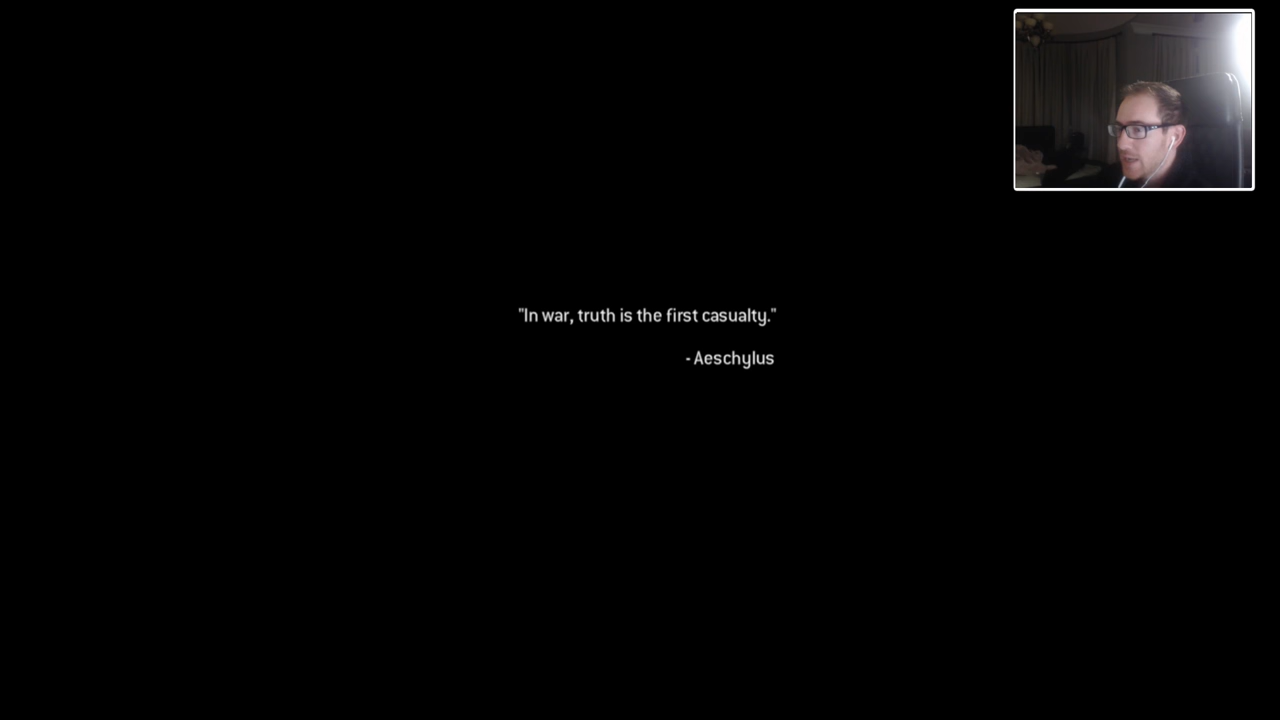 "In war, truth is the first casualty."
- Aeschylus